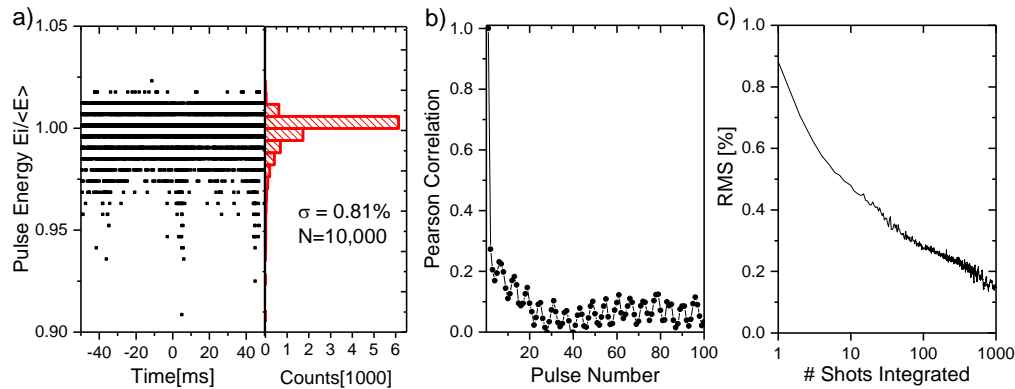 a)
1.05
1.00
0.95
0.90
Pulse Energy Ei/<E>
-40 -20 0 20 40
Time[ms]
0 1 2 3 4 5 6
Counts[1000]
σ = 0.81%
N=10,000
b)
1.0
0.8
0.6
0.4
0.2
0.0
Pearson Correlation
20 40 60 80 100
Pulse Number
c)
1.0
0.8
0.6
0.4
0.2
0.0
RMS [%]
1 10 100 1000
# Shots Integrated